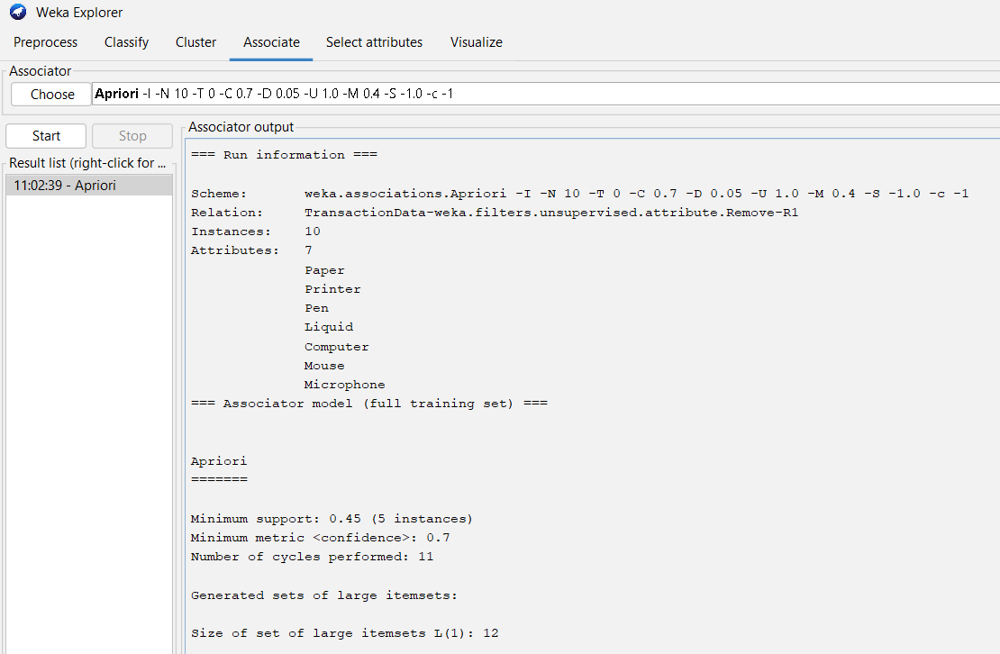 Weka Explorer
Preprocess Classify Cluster Associate Select attributes Visualize
Associator
Choose Apriori -I -N 10 -T 0 -C 0.7 -D 0.05 -U 1.0 -M 0.4 -S -1.0 -c -1
Start Stop
Result list (right-click for ...
11:02:39 - Apriori
Associator output
=== Run information ===
Scheme: weka.associations.Apriori -I -N 10 -T 0 -C 0.7 -D 0.05 -U 1.0 -M 0.4 -S -1.0 -c -1
Relation: TransactionData-weka.filters.unsupervised.attribute.Remove-R1
Instances: 10
Attributes: 7
Paper
Printer
Pen
Liquid
Computer
Mouse
Microphone
=== Associator model (full training set) ===
Apriori
=======
Minimum support: 0.45 (5 instances)
Minimum metric <confidence>: 0.7
Number of cycles performed: 11
Generated sets of large itemsets:
Size of set of large itemsets L(1): 12